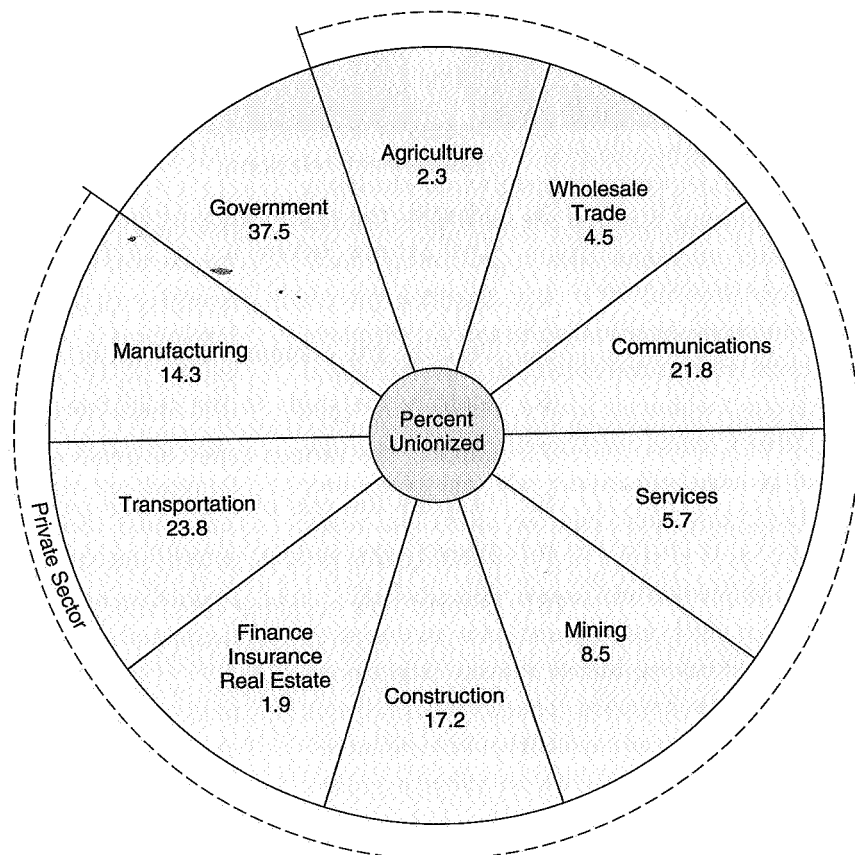 Agriculture
2.3
Wholesale
Trade
4.5
Communications
21.8
Services
5.7
Mining
8.5
Construction
17.2
Finance
Insurance
Real Estate
1.9
Transportation
23.8
Manufacturing
14.3
Government
37.5
Percent
Unionized
Private Sector